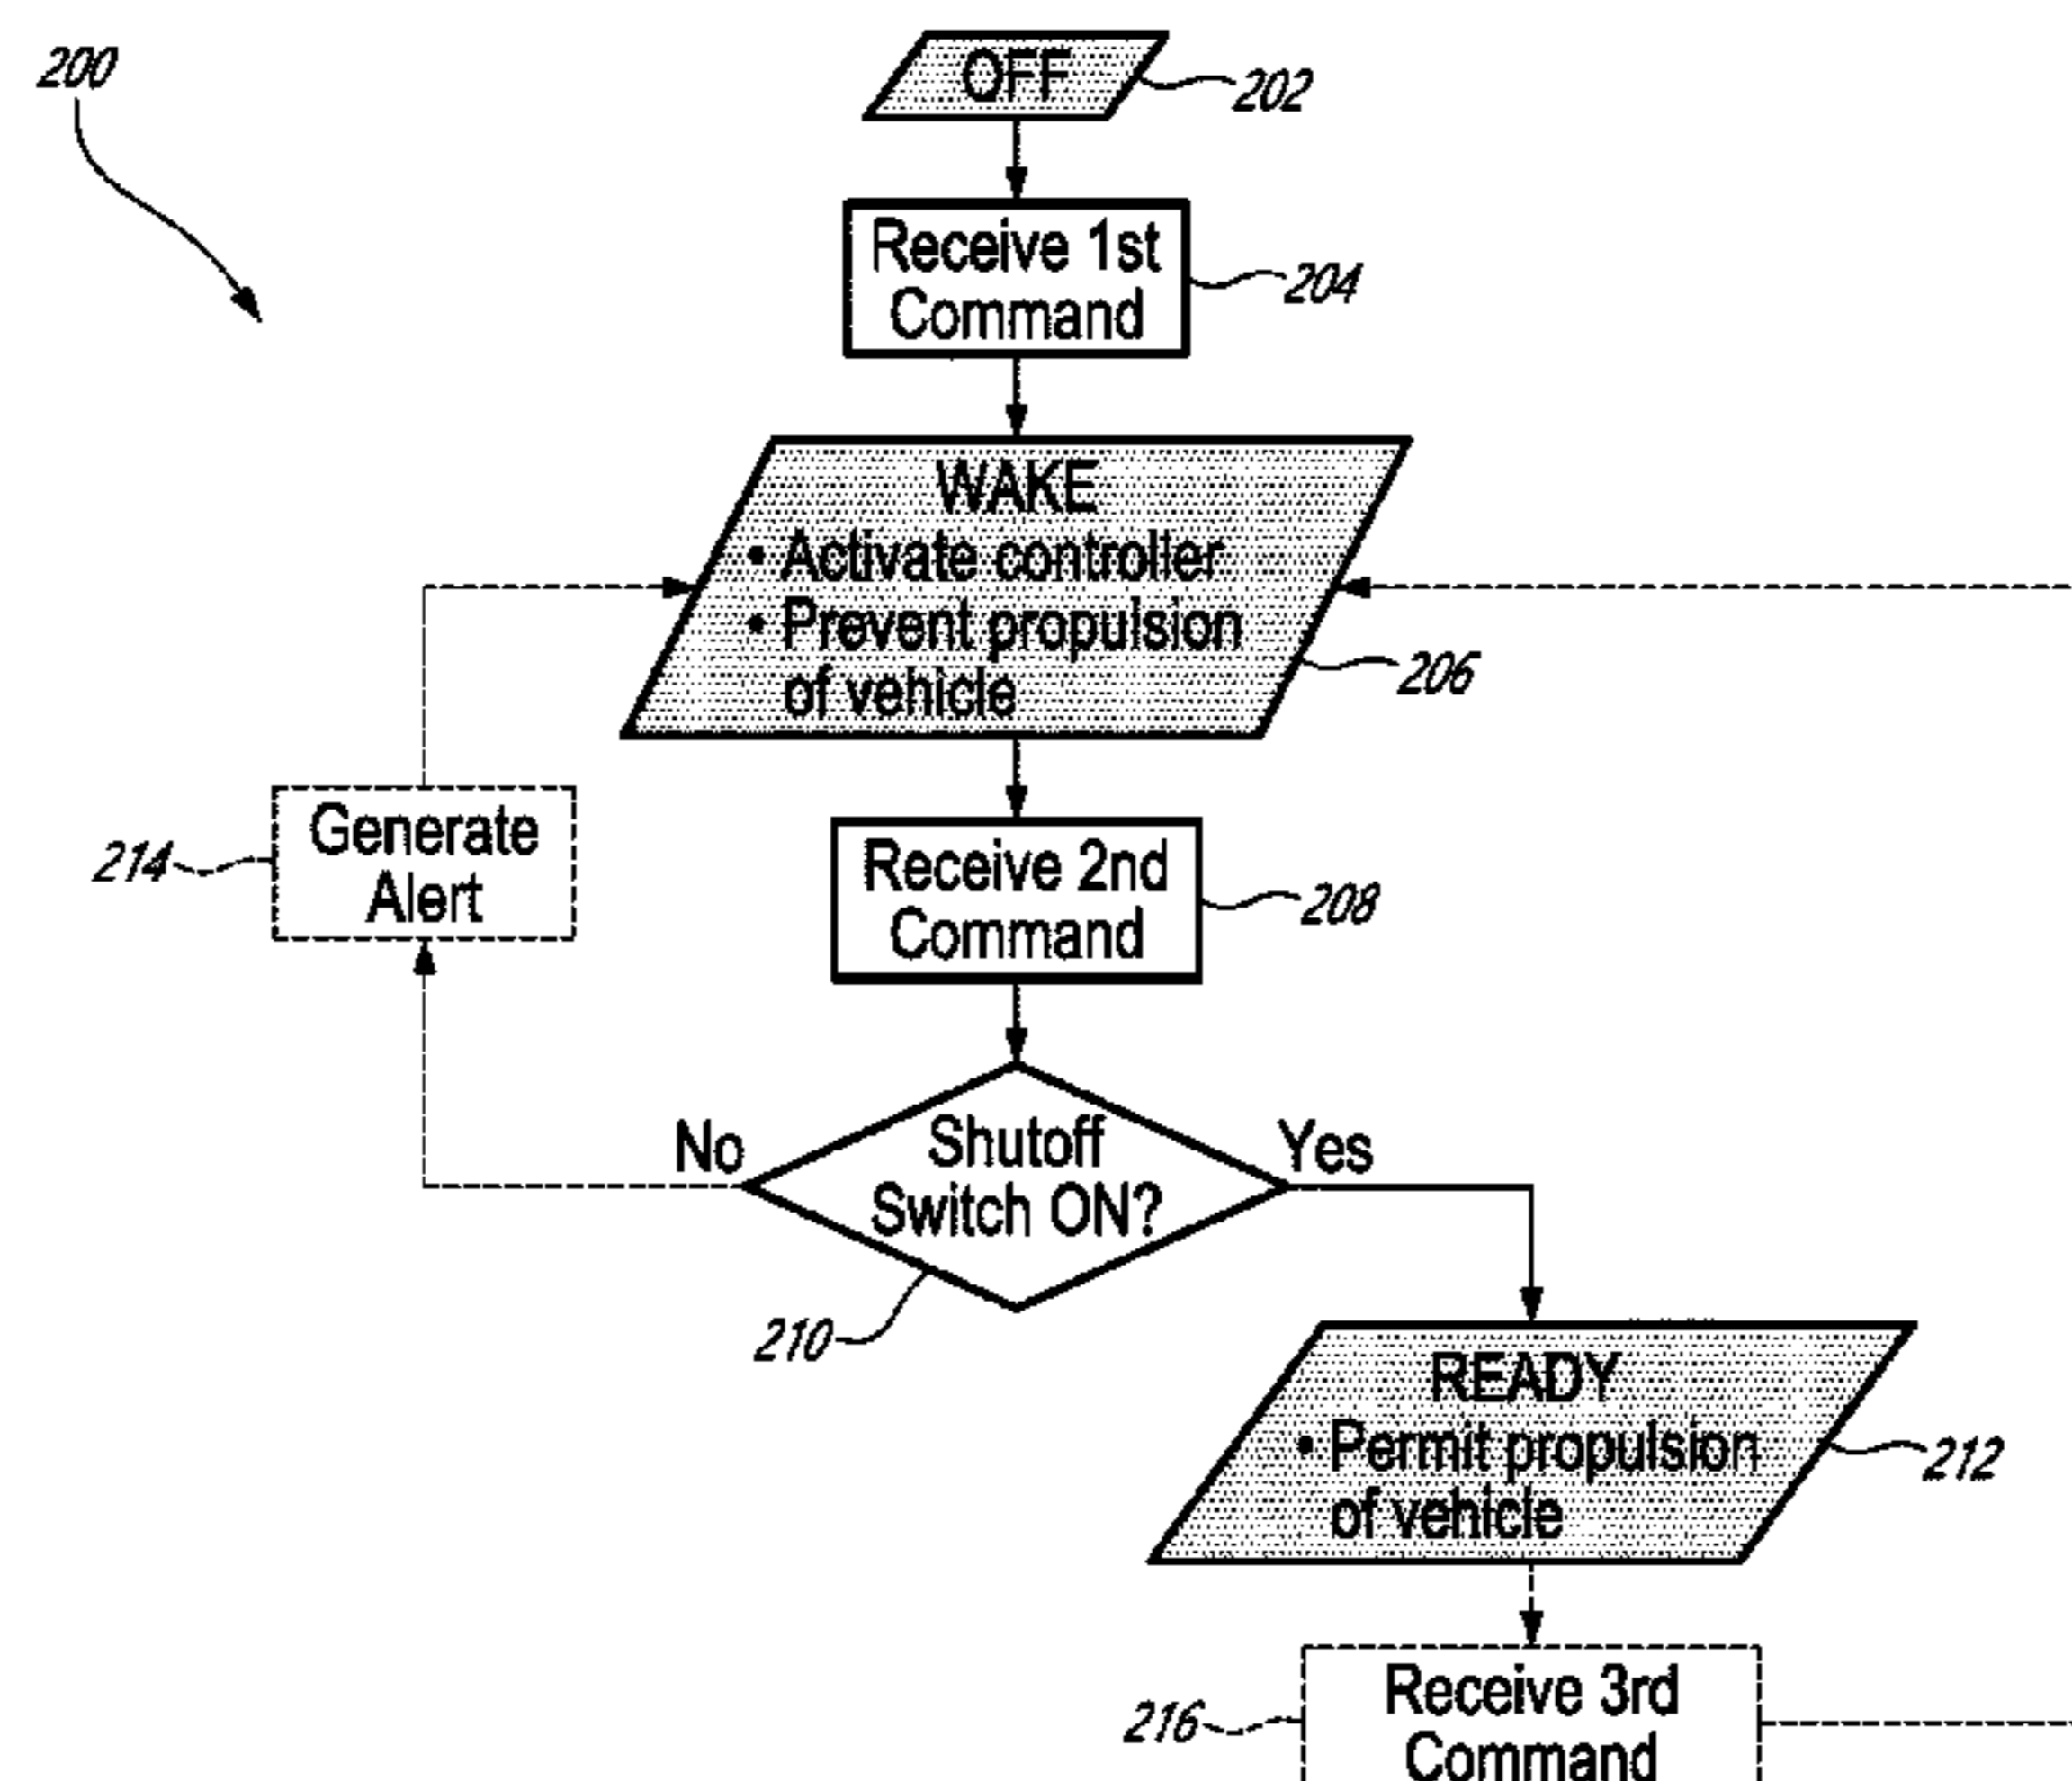 200
OFF
202
Receive 1st
Command
204
WAKE
• Activate controller
• Prevent propulsion
of vehicle
206
Generate
Alert
214
Receive 2nd
Command
208
No
Shutoff
Switch ON?
Yes
210
READY
• Permit propulsion
of vehicle
212
Receive 3rd
Command
216